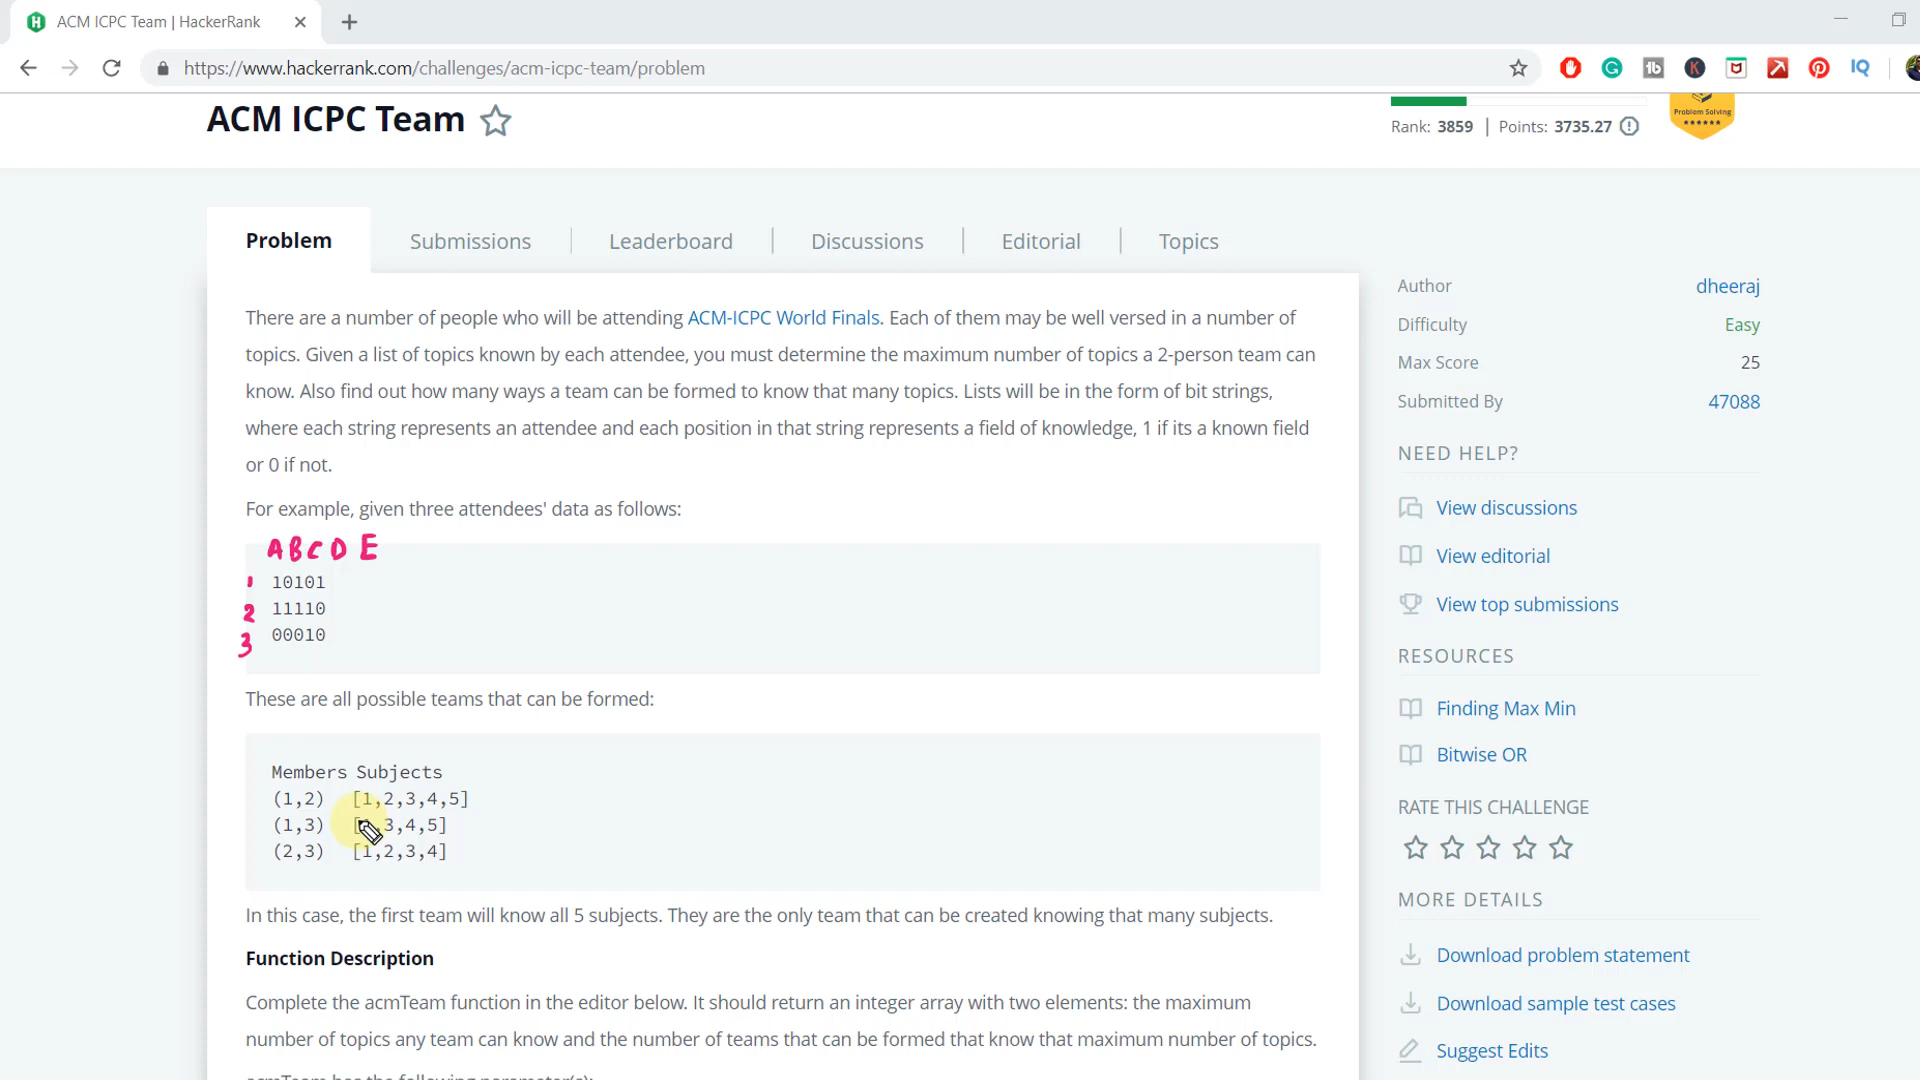 ACM ICPC Team | HackerRank
https://www.hackerrank.com/challenges/acm-icpc-team/problem
ACM ICPC Team
Rank: 3859 | Points: 3735.27
Problem Solving
Problem
Submissions
Leaderboard
Discussions
Editorial
Topics
There are a number of people who will be attending ACM-ICPC World Finals. Each of them may be well versed in a number of
topics. Given a list of topics known by each attendee, you must determine the maximum number of topics a 2-person team can
know. Also find out how many ways a team can be formed to know that many topics. Lists will be in the form of bit strings,
where each string represents an attendee and each position in that string represents a field of knowledge, 1 if its a known field
or 0 if not.
For example, given three attendees' data as follows:
A B C D E
1 10101
2 11110
3 00010
These are all possible teams that can be formed:
Members Subjects
(1,2) [1,2,3,4,5]
(1,3) [1,3,4,5]
(2,3) [1,2,3,4]
In this case, the first team will know all 5 subjects. They are the only team that can be created knowing that many subjects.
Function Description
Complete the acmTeam function in the editor below. It should return an integer array with two elements: the maximum
number of topics any team can know and the number of teams that can be formed that know that maximum number of topics.
acmTeam has the following parameter(s):
Author dheeraj
Difficulty Easy
Max Score 25
Submitted By 47088
NEED HELP?
View discussions
View editorial
View top submissions
RESOURCES
Finding Max Min
Bitwise OR
RATE THIS CHALLENGE
MORE DETAILS
Download problem statement
Download sample test cases
Suggest Edits